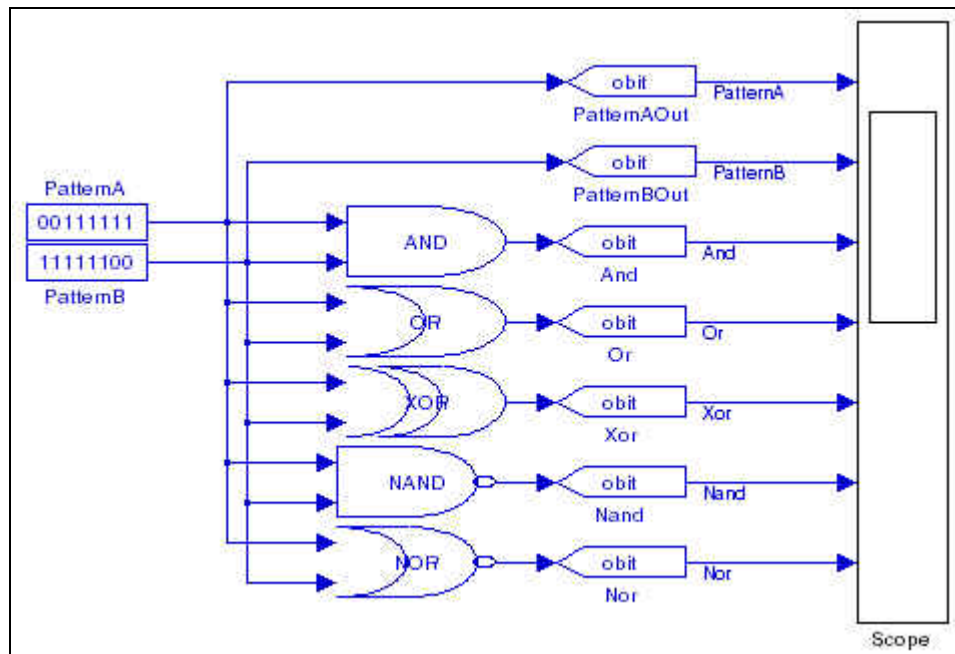 obit
PatternA
PatternAOut
obit
PatternB
PatternBOut
PatternA
00111111
11111100
PatternB
AND
obit
And
And
OR
obit
Or
Or
XOR
obit
Xor
Xor
NAND
obit
Nand
Nand
NOR
obit
Nor
Nor
Scope